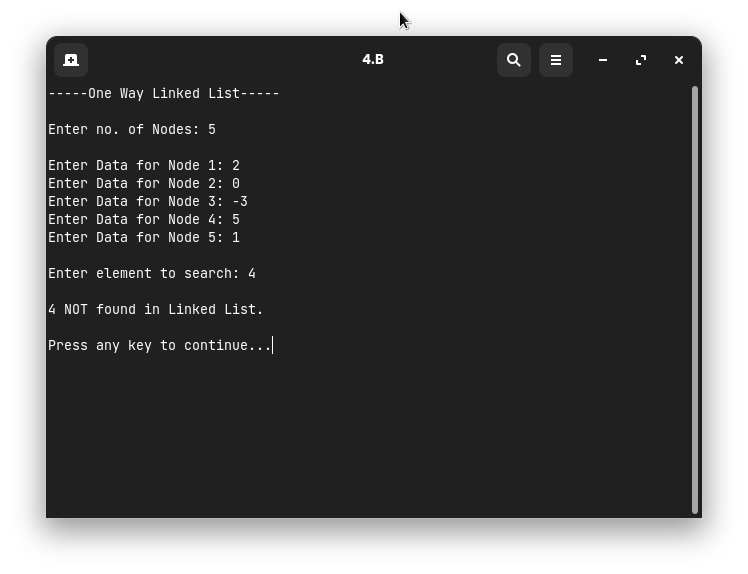 4.B
-----One Way Linked List-----
Enter no. of Nodes: 5
Enter Data for Node 1: 2
Enter Data for Node 2: 0
Enter Data for Node 3: -3
Enter Data for Node 4: 5
Enter Data for Node 5: 1
Enter element to search: 4
4 NOT found in Linked List.
Press any key to continue...